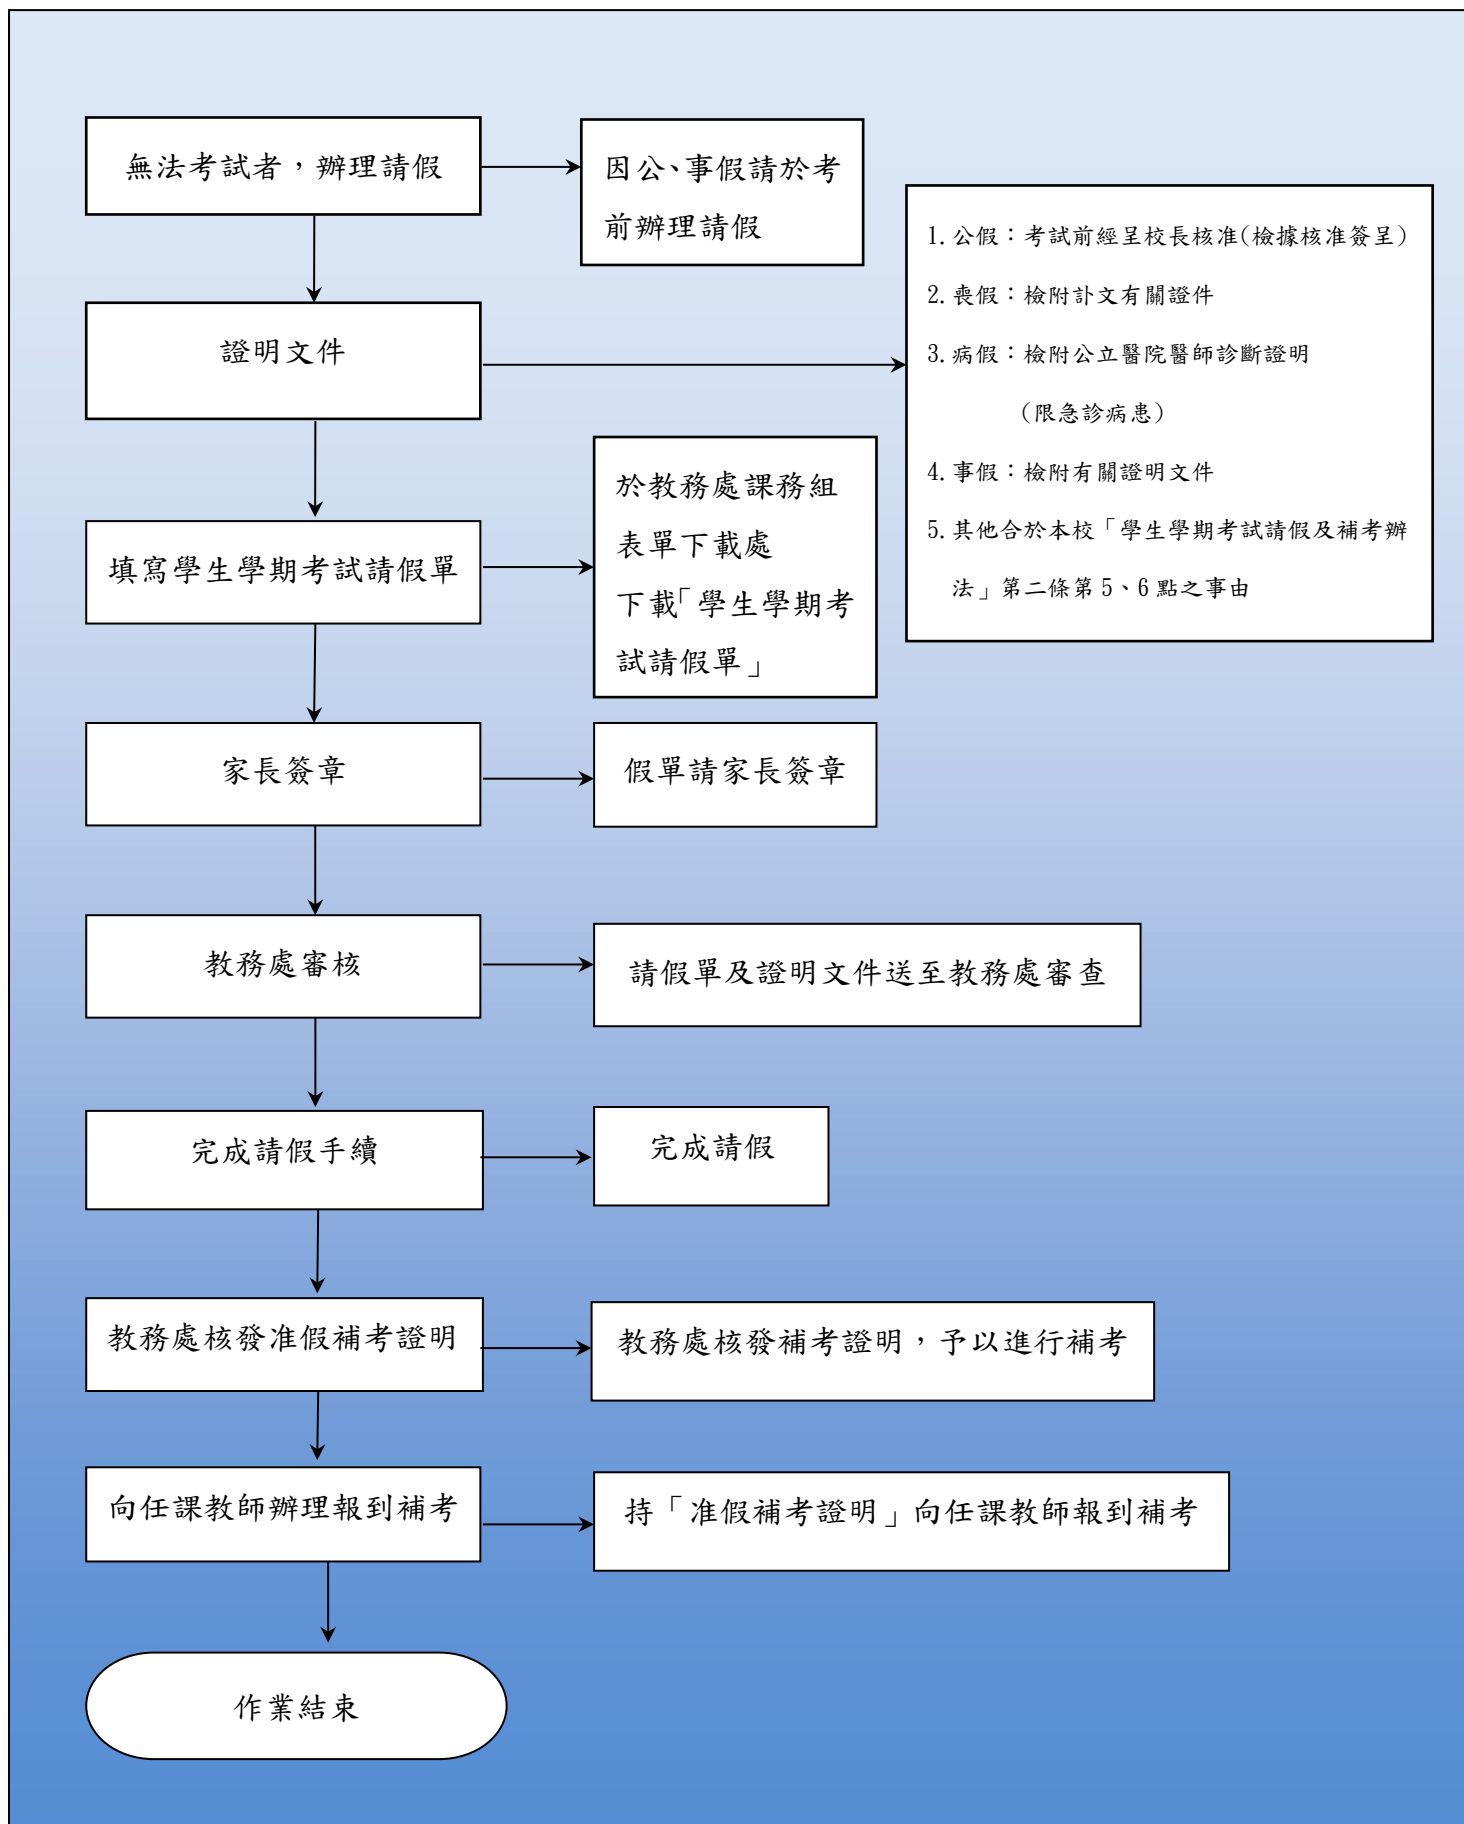 無法考試者，辦理請假
因公、事假請於考
前辦理請假
證明文件
1.公假：考試前經呈校長核准(檢據核准簽呈)
2.喪假：檢附訃文有關證件
3.病假：檢附公立醫院醫師診斷證明
(限急診病患)
4.事假：檢附有關證明文件
5.其他合於本校「學生學期考試請假及補考辦
法」第二條第5、6點之事由
填寫學生學期考試請假單
於教務處課務組
表單下載處
下載「學生學期考
試請假單」
家長簽章
假單請家長簽章
教務處審核
請假單及證明文件送至教務處審查
完成請假手續
完成請假
教務處核發准假補考證明
教務處核發補考證明，予以進行補考
向任課教師辦理報到補考
持「准假補考證明」向任課教師報到補考
作業結束